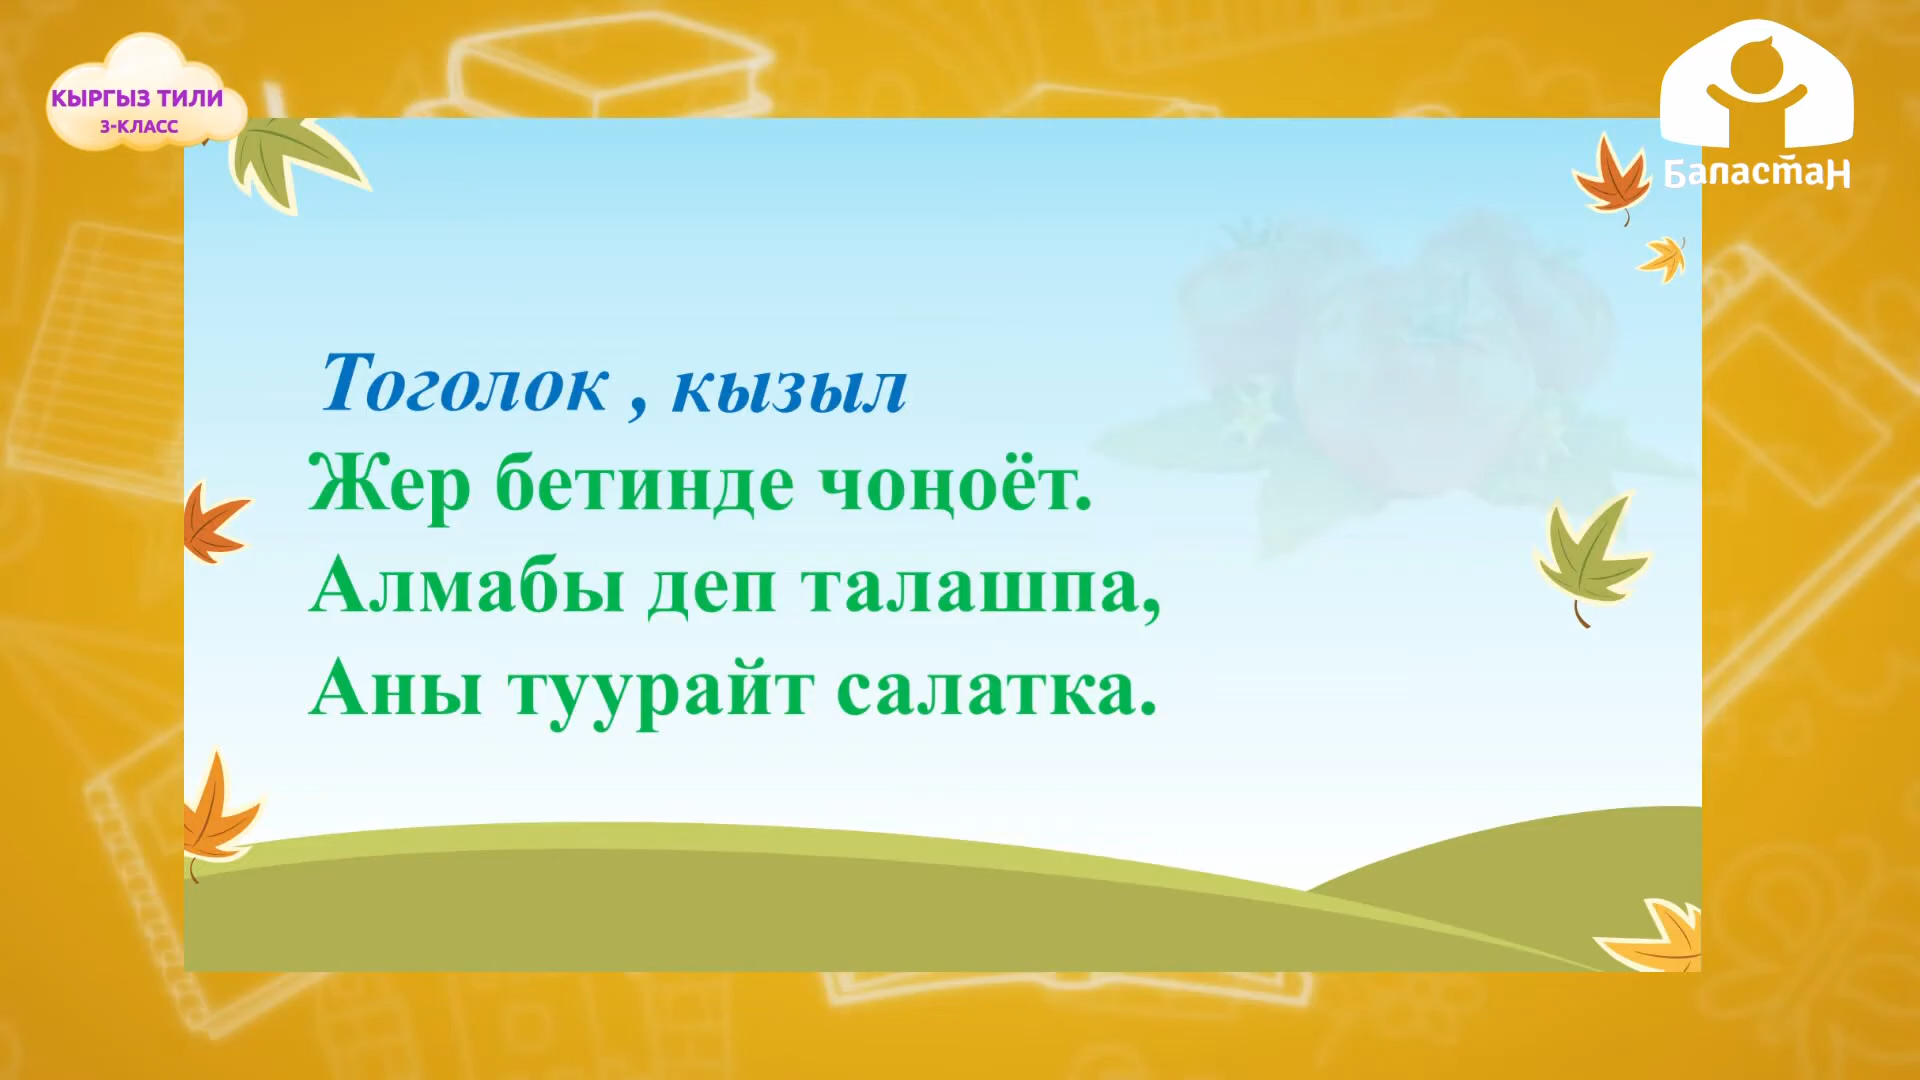 КЫРГЫЗ ТИЛИ
3-КЛАСС
Баластан
Тоголок , кызыл
Жер бетинде чоңоёт.
Алмабы деп талашпа,
Аны туурайт салатка.